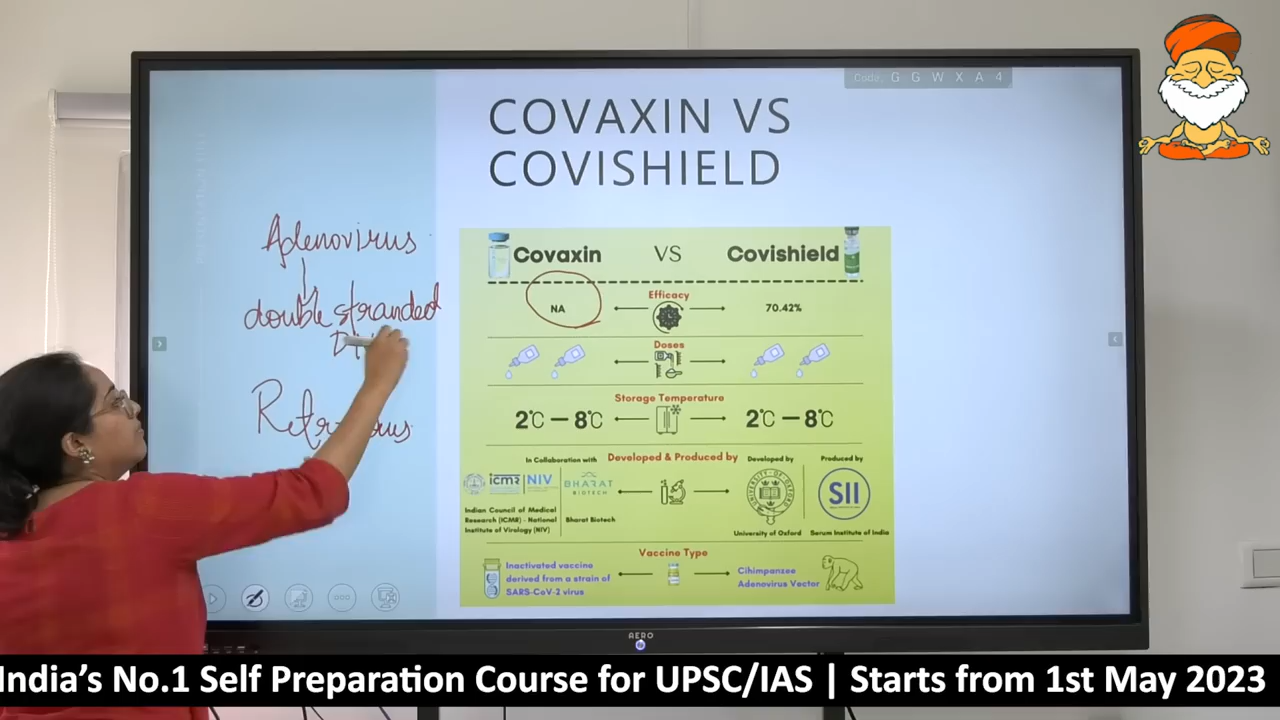 Code: G G W X A 4
COVAXIN VS
COVISHIELD
Adenovirus
double stranded
Covaxin VS Covishield
Efficacy
NA 70.42%
Doses
Storage Temperature
2°C – 8°C 2°C – 8°C
In Collaboration with Developed & Produced by Developed by Produced by
icmr NIV BHARAT BIOTECH UNIVERSITY OF OXFORD SII
Indian Council of Medical
Research (ICMR) - National
Institute of Virology (NIV)
Bharat Biotech
University of Oxford Serum Institute of India
Vaccine Type
Inactivated vaccine
derived from a strain of
SARS-CoV-2 virus
Cihimpanzee
Adenovirus Vector
AERO
India's No.1 Self Preparation Course for UPSC/IAS | Starts from 1st May 2023